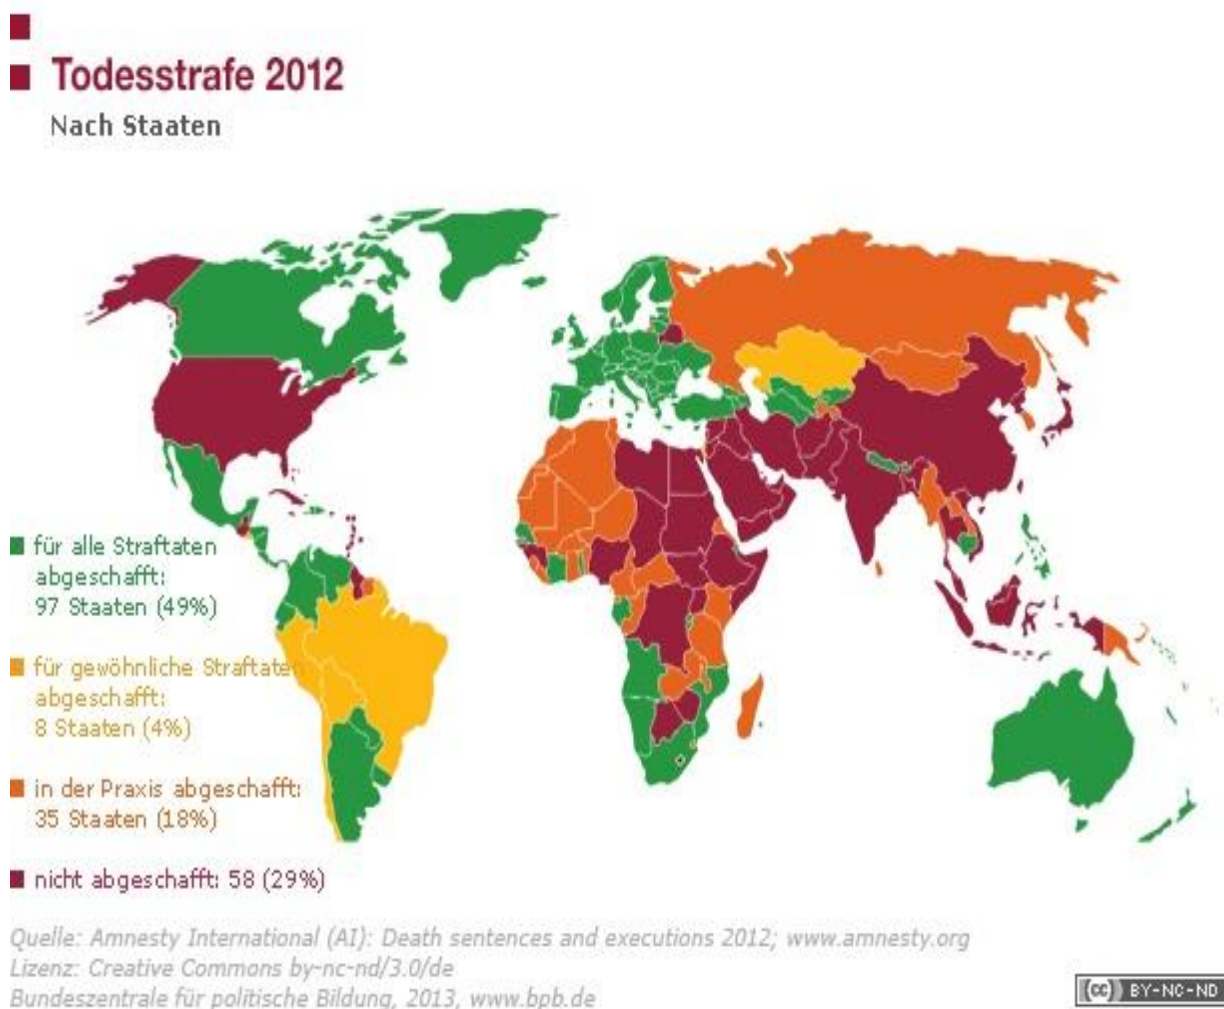 Todesstrafe 2012
Nach Staaten
für alle Straftaten
abgeschafft:
97 Staaten (49%)
für gewöhnliche Straftaten
abgeschafft:
8 Staaten (4%)
in der Praxis abgeschafft:
35 Staaten (18%)
nicht abgeschafft: 58 (29%)
Quelle: Amnesty International (AI): Death sentences and executions 2012; www.amnesty.org
Lizenz: Creative Commons by-nc-nd/3.0/de
Bundeszentrale für politische Bildung, 2013, www.bpb.de
cc BY-NC-ND